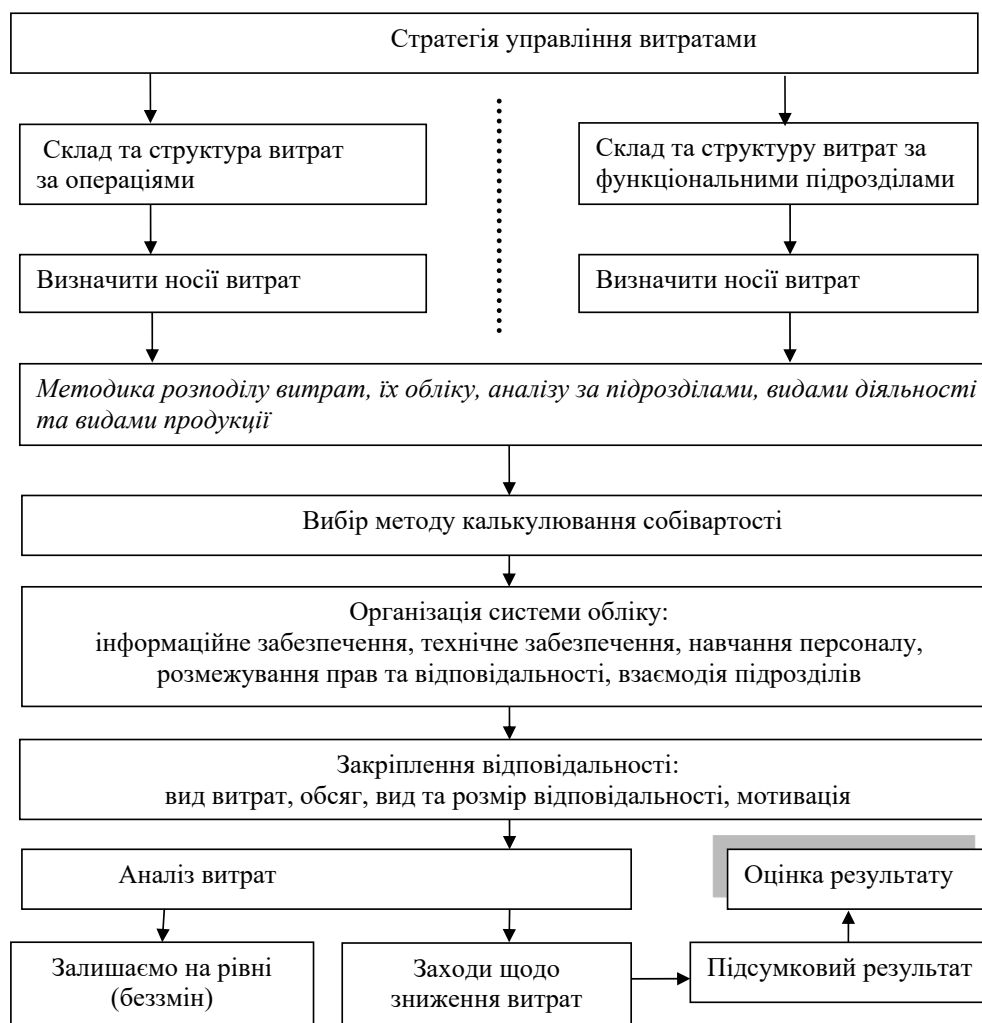 Стратегія управління витратами
Склад та структура витрат
за операціями
Склад та структуру витрат за
функціональними підрозділами
Визначити носії витрат
Визначити носії витрат
Методика розподілу витрат, їх обліку, аналізу за підрозділами, видами діяльності
та видами продукції
Вибір методу калькулювання собівартості
Організація системи обліку:
інформаційне забезпечення, технічне забезпечення, навчання персоналу,
розмежування прав та відповідальності, взаємодія підрозділів
Закріплення відповідальності:
вид витрат, обсяг, вид та розмір відповідальності, мотивація
Аналіз витрат
Оцінка результату
Залишаємо на рівні
(беззмін)
Заходи щодо
зниження витрат
Підсумковий результат